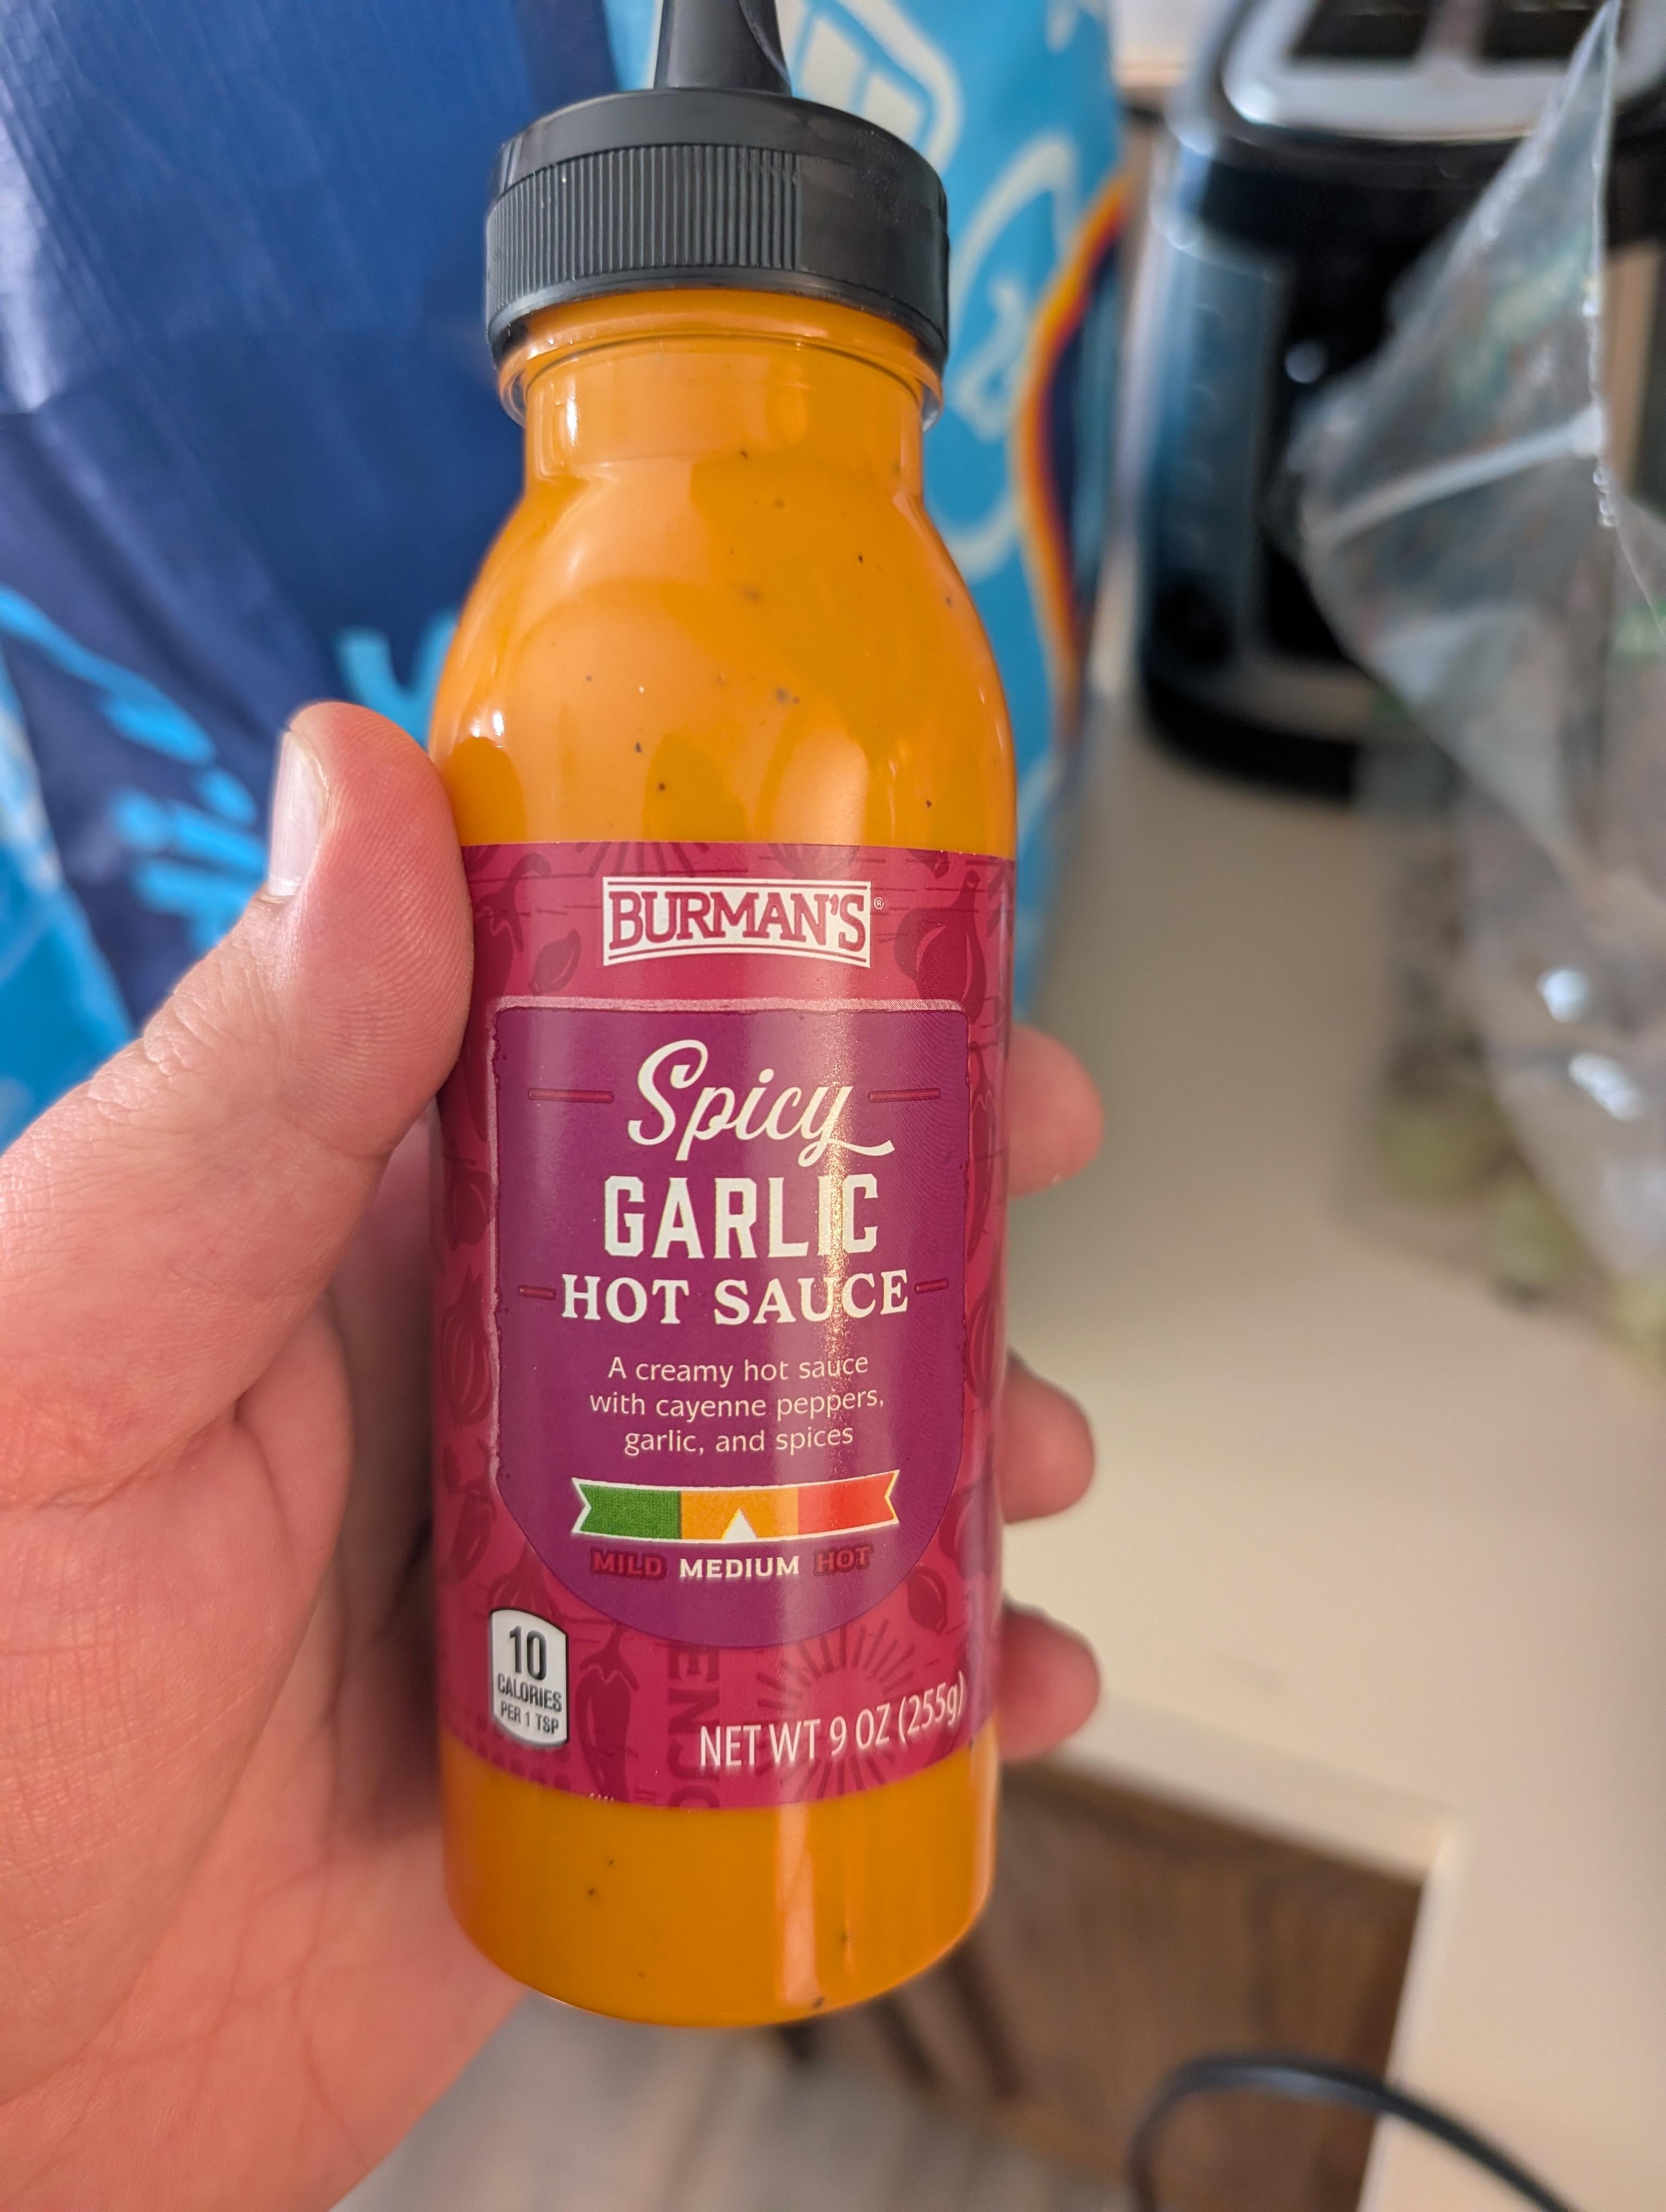 BURMAN'S®
Spicy
GARLIC
HOT SAUCE
A creamy hot sauce
with cayenne peppers,
garlic, and spices
MILD MEDIUM HOT
10
CALORIES
PER 1 TSP
ENJO
NET WT 9 OZ (255g)